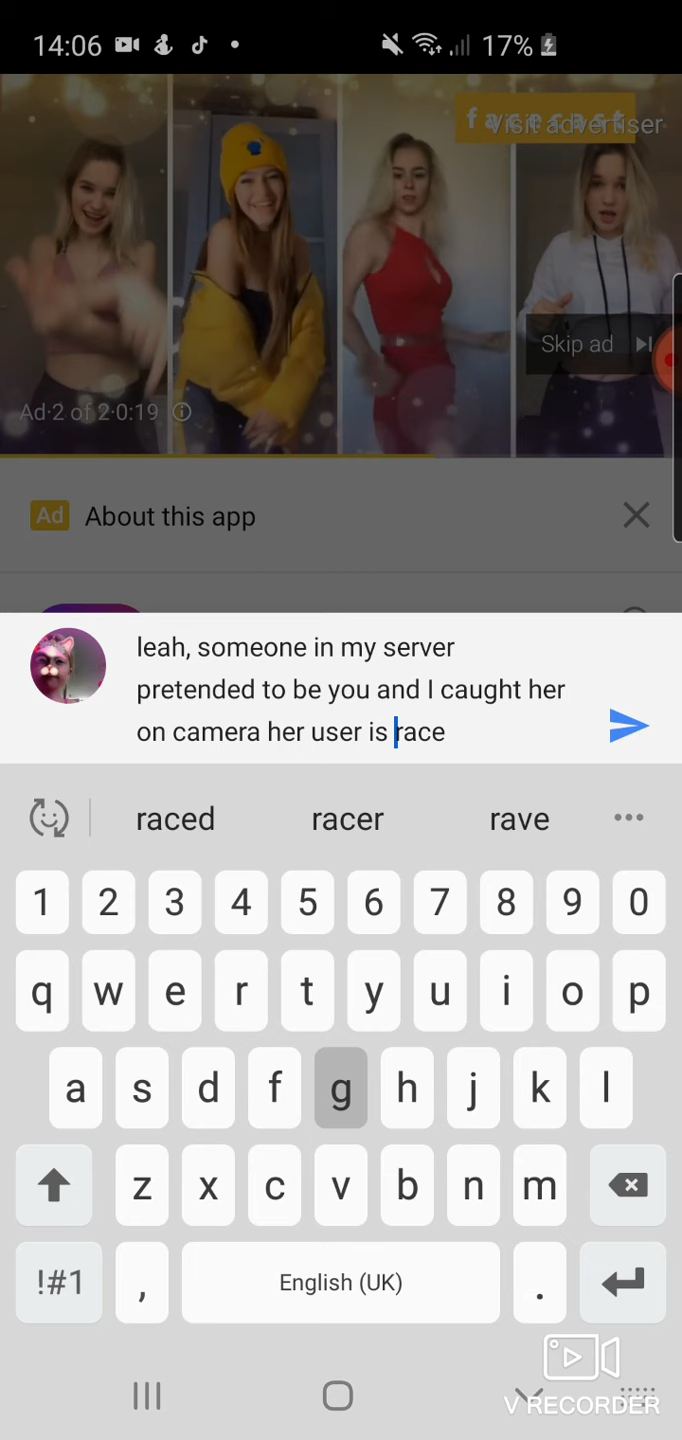 14:06
17%
facecast
Visit advertiser
Skip ad
Ad·2 of 2·0:19
Ad About this app
leah, someone in my server
pretended to be you and I caught her
on camera her user is race
raced racer rave
1 2 3 4 5 6 7 8 9 0
q w e r t y u i o p
a s d f g h j k l
z x c v b n m
!#1 , English (UK) .
V RECORDER